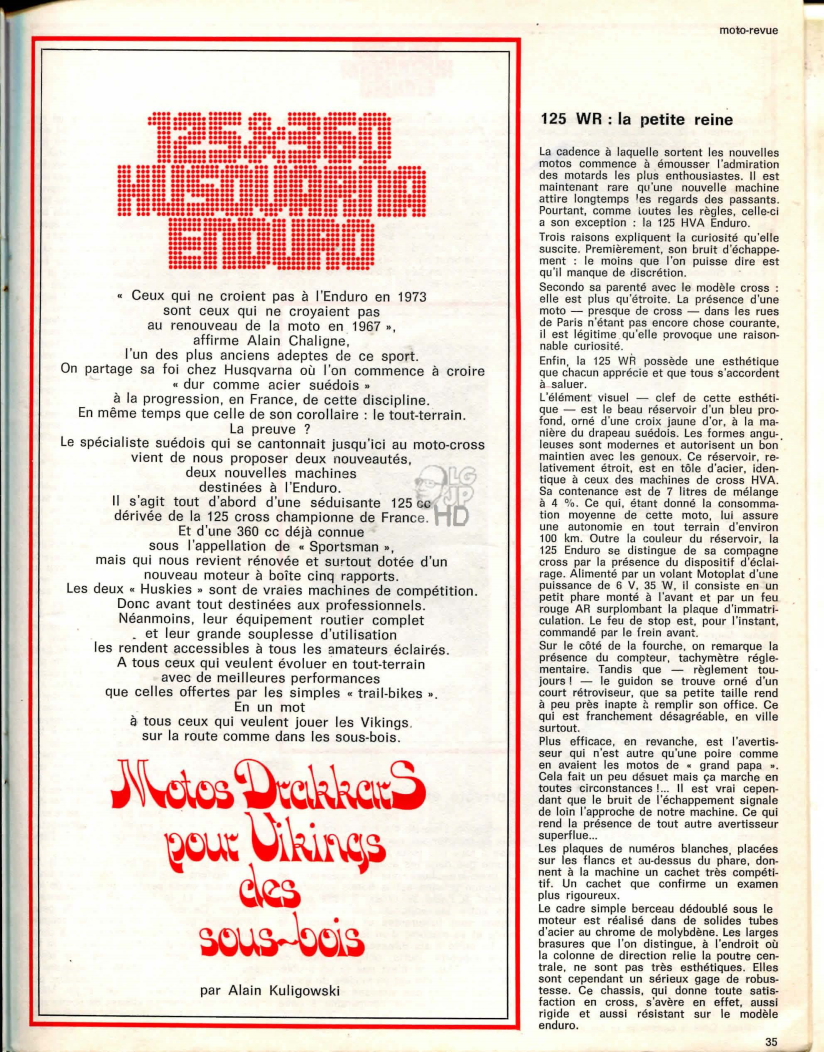 moto-revue
125 & 360
HUSQVARNA
ENDURO
« Ceux qui ne croient pas à l'Enduro en 1973
sont ceux qui ne croyaient pas
au renouveau de la moto en 1967 »,
affirme Alain Chaligne,
l'un des plus anciens adeptes de ce sport.
On partage sa foi chez Husqvarna où l'on commence à croire
« dur comme acier suédois »
à la progression, en France, de cette discipline.
En même temps que celle de son corollaire : le tout-terrain.
La preuve ?
Le spécialiste suédois qui se cantonnait jusqu'ici au moto-cross
vient de nous proposer deux nouveautés,
deux nouvelles machines
destinées à l'Enduro.
Il s'agit tout d'abord d'un séduisante 125 cc
dérivée de la 125 cross championne de France.
Et d'une 360 cc déjà connue
sous l'appellation de « Sportsman »,
mais qui nous revient rénovée et surtout dotée d'un
nouveau moteur à boîte cinq rapports.
Les deux « Huskies » sont de vraies machines de compétition.
Donc avant tout destinées aux professionnels.
Néanmoins, leur équipement routier complet
et leur grande souplesse d'utilisation
les rendent accessibles à tous les amateurs éclairés.
A tous ceux qui veulent évoluer en tout-terrain
avec de meilleures performances
que celles offertes par les simples « trail-bikes ».
En un mot
à tous ceux qui veulent jouer les Vikings
sur la route comme dans les sous-bois.
LG
JP
HD
Motos DrakkarS
pour Vikings
des
sous-bois
par Alain Kuligowski
125 WR : la petite reine
La cadence à laquelle sortent les nouvelles
motos commence à émousser l'admiration
des motards les plus enthousiastes. Il est
maintenant rare qu'une nouvelle machine
attire longtemps les regards des passants.
Pourtant, comme toutes les règles, celle-ci
a son exception : la 125 HVA Enduro.
Trois raisons expliquent la curiosité qu'elle
suscite. Premièrement, son bruit d'échappe-
ment : le moins que l'on puisse dire est
qu'il manque de discrétion.
Secondo sa parenté avec le modèle cross :
elle est plus qu'étroite. La présence d'une
moto — presque de cross — dans les rues
de Paris n'étant pas encore chose courante,
il est légitime qu'elle provoque une raison-
nable curiosité.
Enfin, la 125 WR possède une esthétique
que chacun apprécie et que tous s'accordent
à saluer.
L'élément visuel — clef de cette esthéti-
que — est le beau réservoir d'un bleu pro-
fond, orné d'une croix jaune d'or, à la ma-
nière du drapeau suédois. Les formes angu-
leuses sont modernes et autorisent un bon
maintien avec les genoux. Ce réservoir, re-
lativement étroit, est en tôle d'acier, iden-
tique à ceux des machines de cross HVA.
Sa contenance est de 7 litres de mélange
à 4 %. Ce qui, étant donné la consomma-
tion moyenne de cette moto, lui assure
une autonomie en tout terrain d'environ
100 km. Outre la couleur du réservoir, la
125 Enduro se distingue de sa compagne
cross par la présence du dispositif d'éclai-
rage. Alimenté par un volant Motoplat d'une
puissance de 6 V, 35 W, il consiste en un
petit phare monté à l'avant et par un feu
rouge AR surplombant la plaque d'immatri-
culation. Le feu de stop est, pour l'instant,
commandé par le frein avant.
Sur le côté de la fourche, on remarque la
présence du compteur, tachymètre régle-
mentaire. Tandis que — règlement tou-
jours ! — le guidon se trouve orné d'un
court rétroviseur, que sa petite taille rend
à peu près inapte à remplir son office. Ce
qui est franchement désagréable, en ville
surtout.
Plus efficace, en revanche, est l'avertis-
seur qui n'est autre qu'une poire comme
en avaient les motos de « grand papa ».
Cela fait un peu désuet mais ça marche en
toutes circonstances !... Il est vrai cepen-
dant que le bruit de l'échappement signale
de loin l'approche de notre machine. Ce qui
rend la présence de tout autre avertisseur
superflue...
Les plaques de numéros blanches, placées
sur les flancs et au-dessus du phare, don-
nent à la machine un cachet très compéti-
tif. Un cachet que confirme un examen
plus rigoureux.
Le cadre simple berceau dédoublé sous le
moteur est réalisé dans de solides tubes
d'acier au chrome de molybdène. Les larges
brasures que l'on distingue, à l'endroit où
la colonne de direction relie la poutre cen-
trale, ne sont pas très esthétiques. Elles
sont cependant un sérieux gage de robus-
tesse. Ce chassis, qui donne toute satis-
faction en cross, s'avère en effet, aussi
rigide et aussi résistant sur le modèle
enduro.
35